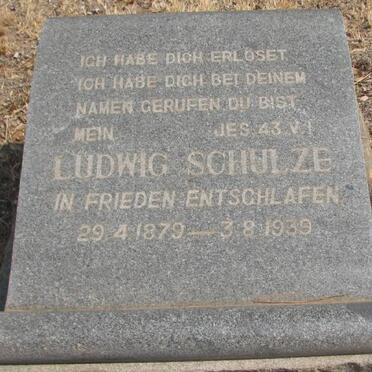 ICH HABE DICH ERLÖSET
ICH HABE DICH BEI DEINEM
NAMEN GERUFEN DU BIST
MEIN JES. 43. V. 1
LUDWIG SCHULZE
IN FRIEDEN ENTSCHLAFEN
29·4·1879—3·8·1939